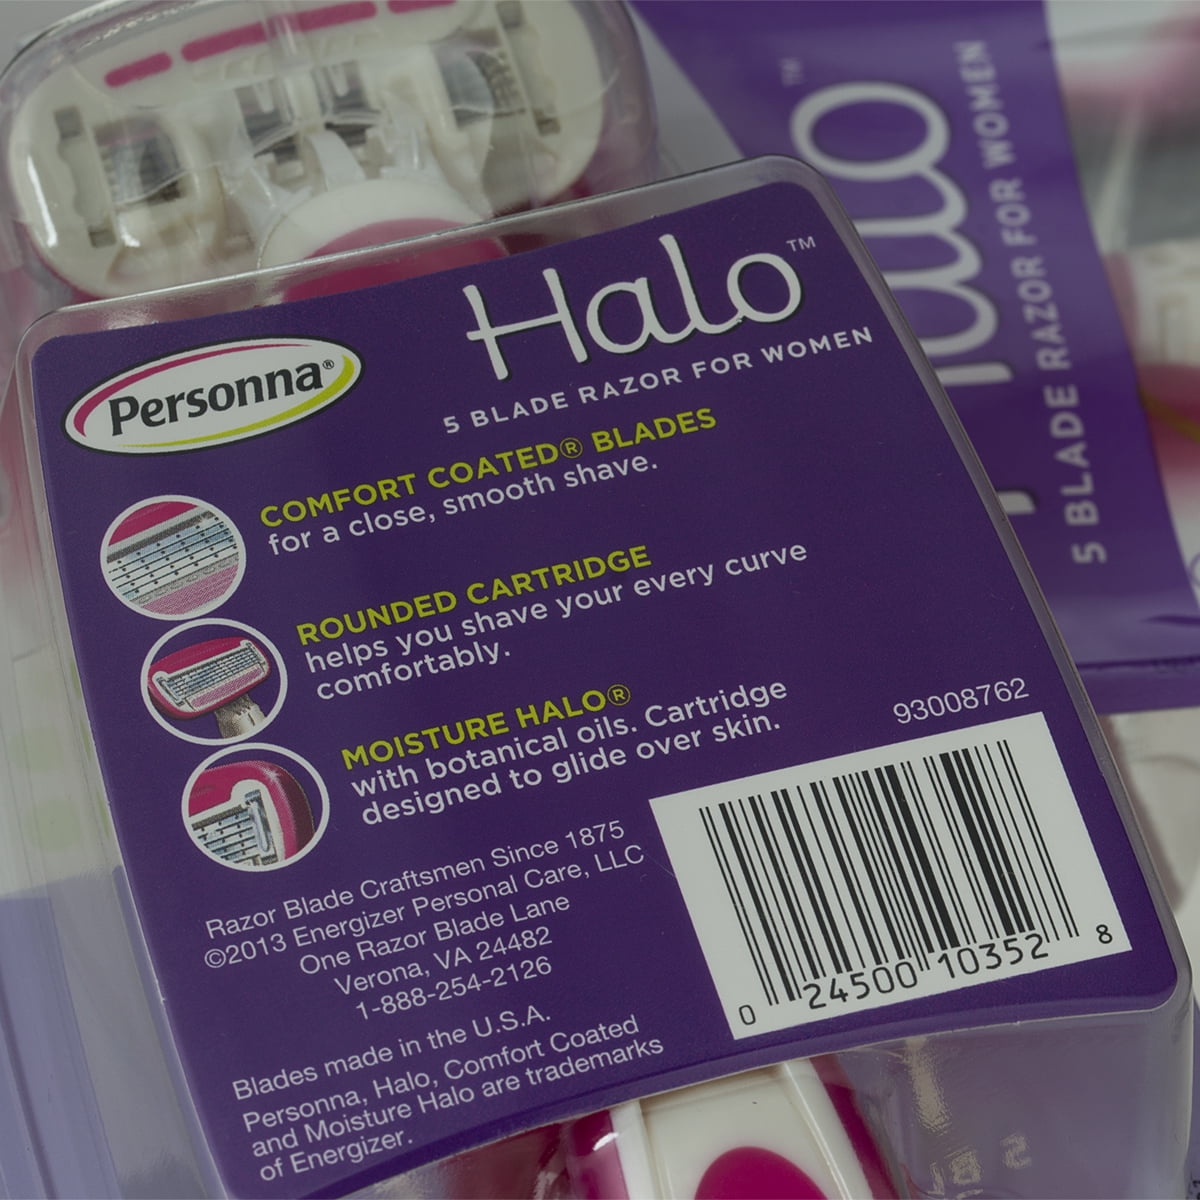 Personna®
Halo™
5 BLADE RAZOR FOR WOMEN
COMFORT COATED® BLADES
for a close, smooth shave.
ROUNDED CARTRIDGE
helps you shave your every curve
comfortably.
MOISTURE HALO®
with botanical oils. Cartridge
designed to glide over skin.
93008762
Razor Blade Craftsmen Since 1875
©2013 Energizer Personal Care, LLC
One Razor Blade Lane
Verona, VA 24482
1-888-254-2126
Blades made in the U.S.A.
Personna, Halo, Comfort Coated
and Moisture Halo are trademarks
of Energizer.
0 24500 10352 8
Halo™
5 BLADE RAZOR FOR WOMEN